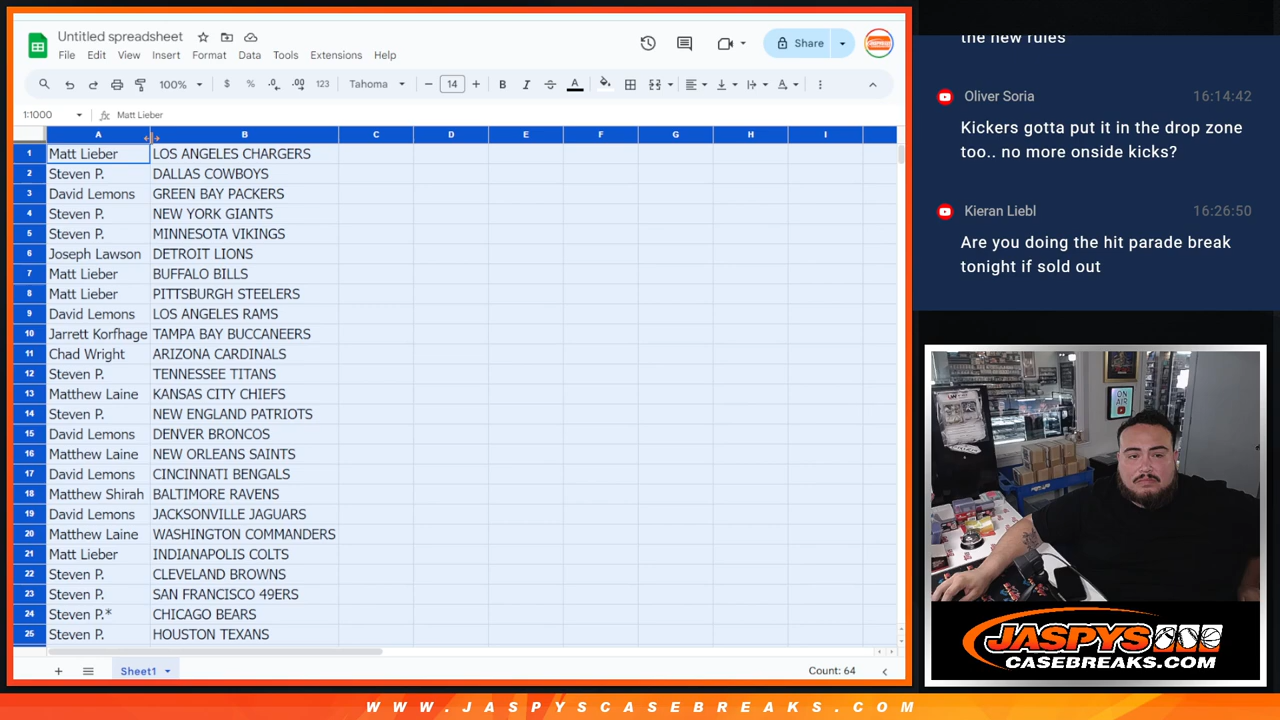 Untitled spreadsheet
File Edit View Insert Format Data Tools Extensions Help
Share
100% $ % .0 .00 123 Tahoma 14 B I A
1:1000 fx Matt Lieber
A B C D E F G H I
1 Matt Lieber LOS ANGELES CHARGERS
2 Steven P. DALLAS COWBOYS
3 David Lemons GREEN BAY PACKERS
4 Steven P. NEW YORK GIANTS
5 Steven P. MINNESOTA VIKINGS
6 Joseph Lawson DETROIT LIONS
7 Matt Lieber BUFFALO BILLS
8 Matt Lieber PITTSBURGH STEELERS
9 David Lemons LOS ANGELES RAMS
10 Jarrett Korfhage TAMPA BAY BUCCANEERS
11 Chad Wright ARIZONA CARDINALS
12 Steven P. TENNESSEE TITANS
13 Matthew Laine KANSAS CITY CHIEFS
14 Steven P. NEW ENGLAND PATRIOTS
15 David Lemons DENVER BRONCOS
16 Matthew Laine NEW ORLEANS SAINTS
17 David Lemons CINCINNATI BENGALS
18 Matthew Shirah BALTIMORE RAVENS
19 David Lemons JACKSONVILLE JAGUARS
20 Matthew Laine WASHINGTON COMMANDERS
21 Matt Lieber INDIANAPOLIS COLTS
22 Steven P. CLEVELAND BROWNS
23 Steven P. SAN FRANCISCO 49ERS
24 Steven P.* CHICAGO BEARS
25 Steven P. HOUSTON TEXANS
Sheet1
Count: 64
the new rules
Oliver Soria 16:14:42
Kickers gotta put it in the drop zone
too.. no more onside kicks?
Kieran Liebl 16:26:50
Are you doing the hit parade break
tonight if sold out
ON
AIR
JASPYS
CASEBREAKS.COM
WWW.JASPYSCASEBREAKS.COM